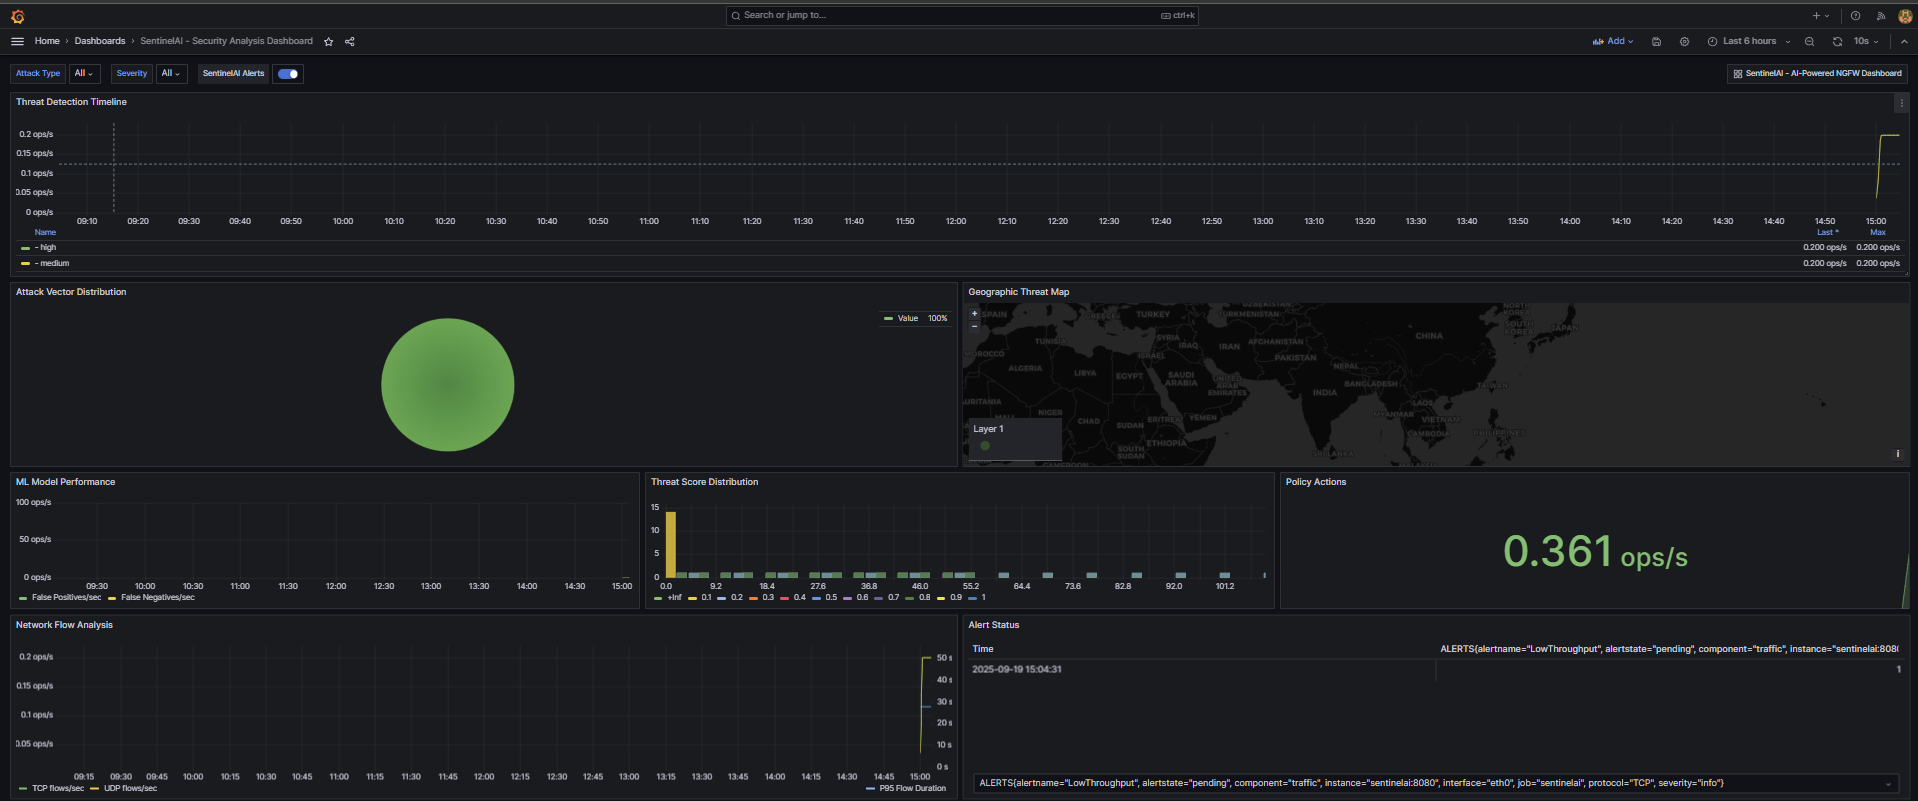 Search or jump to...
ctrl+k
Home › Dashboards › SentinelAI - Security Analysis Dashboard
Add
Last 6 hours
10s
Attack Type All Severity All SentinelAI Alerts
SentinelAI - AI-Powered NGFW Dashboard
Threat Detection Timeline
0.2 ops/s
0.15 ops/s
0.1 ops/s
0.05 ops/s
0 ops/s
09:10 09:20 09:30 09:40 09:50 10:00 10:10 10:20 10:30 10:40 10:50 11:00 11:10 11:20 11:30 11:40 11:50 12:00 12:10 12:20 12:30 12:40 12:50 13:00 13:10 13:20 13:30 13:40 13:50 14:00 14:10 14:20 14:30 14:40 14:50 15:00
Name Last * Max
- high 0.200 ops/s 0.200 ops/s
- medium 0.200 ops/s 0.200 ops/s
Attack Vector Distribution
Value 100%
Geographic Threat Map
+
−
SPAIN
GREECE
TURKEY
UZBEKISTAN
TURKMENISTAN
NORTH KOREA
SOUTH KOREA
JAPAN
CHINA
TUNISIA
SYRIA
IRAQ
IRAN
AFGHANISTAN
MOROCCO
ISRAEL
PAKISTAN
ALGERIA
LIBYA
EGYPT
SAUDI ARABIA
UNITED ARAB EMIRATES
NEPAL
BANGLADESH
INDIA
TAIWAN
URITANIA
MALI
NIGER
CHAD
SUDAN
ERITREA
YEMEN
MYANMAR
LAOS
VIETNAM
CAMBODIA
PHILIPPINES
SOUTH SUDAN
ETHIOPIA
SRI LANKA
CAMEROON
Layer 1
i
ML Model Performance
100 ops/s
50 ops/s
0 ops/s
09:30 10:00 10:30 11:00 11:30 12:00 12:30 13:00 13:30 14:00 14:30 15:00
False Positives/sec False Negatives/sec
Threat Score Distribution
15
10
5
0
0.0 9.2 18.4 27.6 36.8 46.0 55.2 64.4 73.6 82.8 92.0 101.2
+Inf 0.1 0.2 0.3 0.4 0.5 0.6 0.7 0.8 0.9 1
Policy Actions
0.361 ops/s
Network Flow Analysis
0.2 ops/s
0.15 ops/s
0.1 ops/s
0.05 ops/s
50 s
40 s
30 s
20 s
10 s
0 s
09:15 09:30 09:45 10:00 10:15 10:30 10:45 11:00 11:15 11:30 11:45 12:00 12:15 12:30 12:45 13:00 13:15 13:30 13:45 14:00 14:15 14:30 14:45 15:00
TCP flows/sec UDP flows/sec P95 Flow Duration
Alert Status
Time ALERTS{alertname="LowThroughput", alertstate="pending", component="traffic", instance="sentinelai:8080
2025-09-19 15:04:31 1
ALERTS{alertname="LowThroughput", alertstate="pending", component="traffic", instance="sentinelai:8080", interface="eth0", job="sentinelai", protocol="TCP", severity="info"}